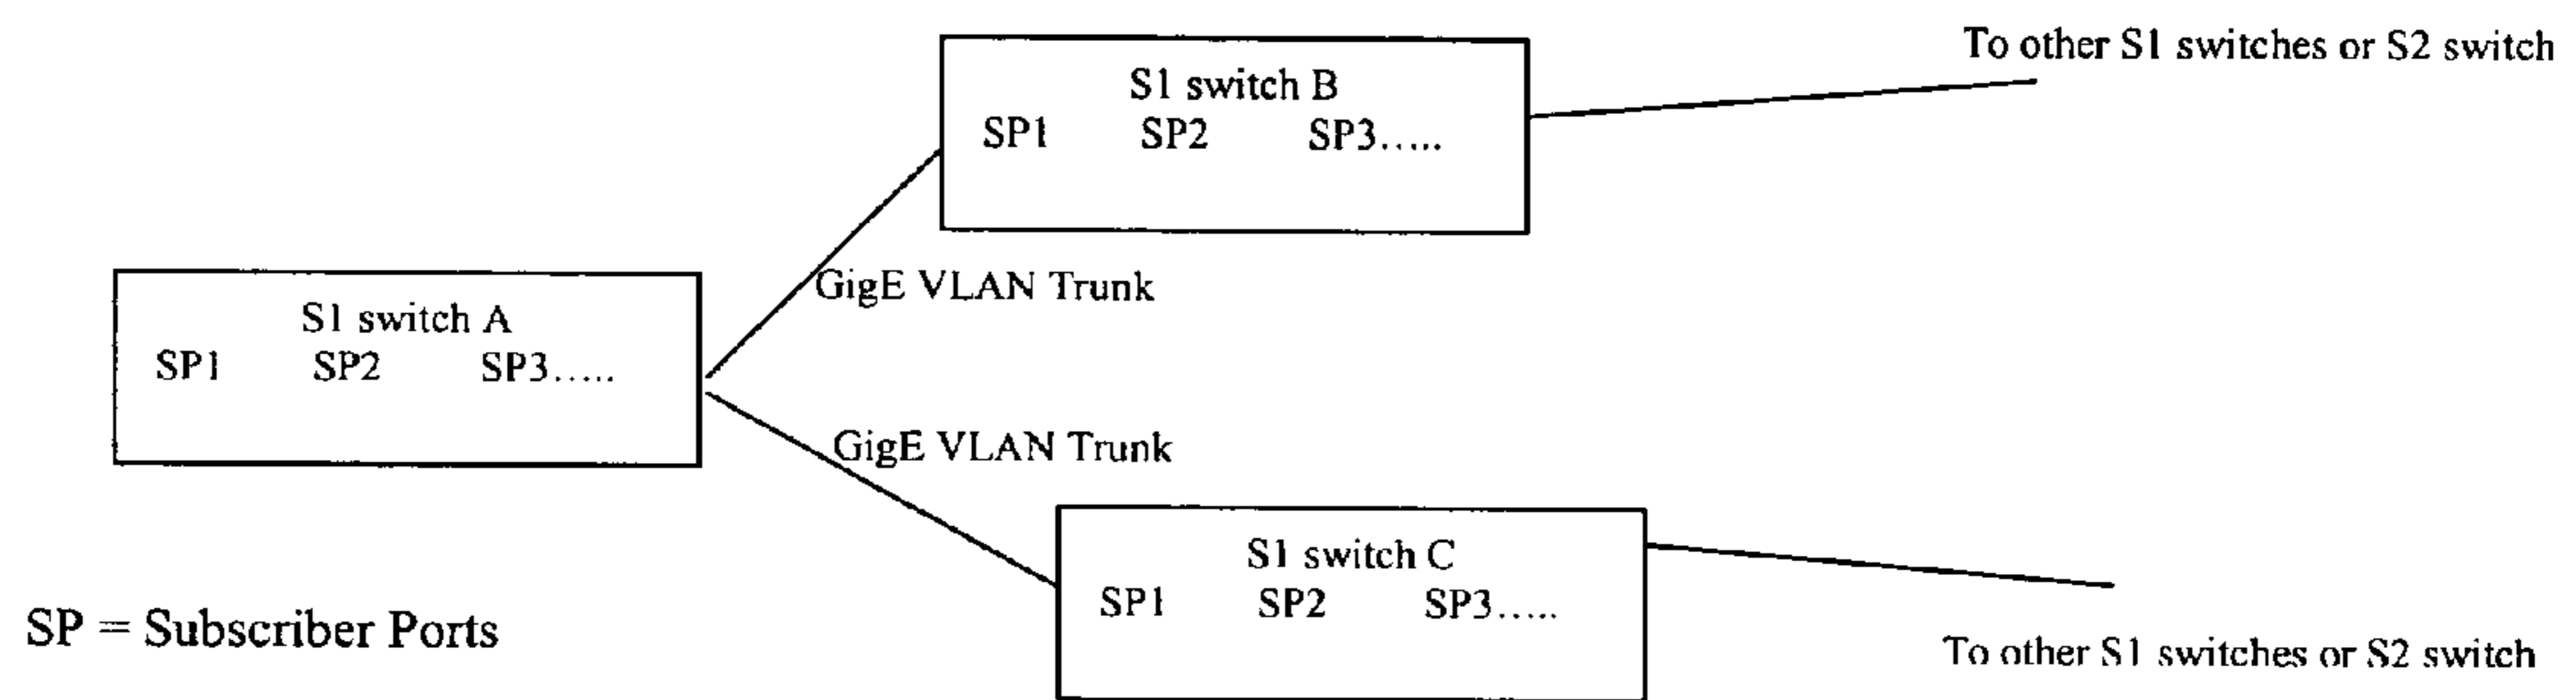 To other S1 switches or S2 switch
S1 switch B
SP1 SP2 SP3.....
GigE VLAN Trunk
S1 switch A
SP1 SP2 SP3.....
GigE VLAN Trunk
S1 switch C
SP1 SP2 SP3.....
SP = Subscriber Ports
To other S1 switches or S2 switch